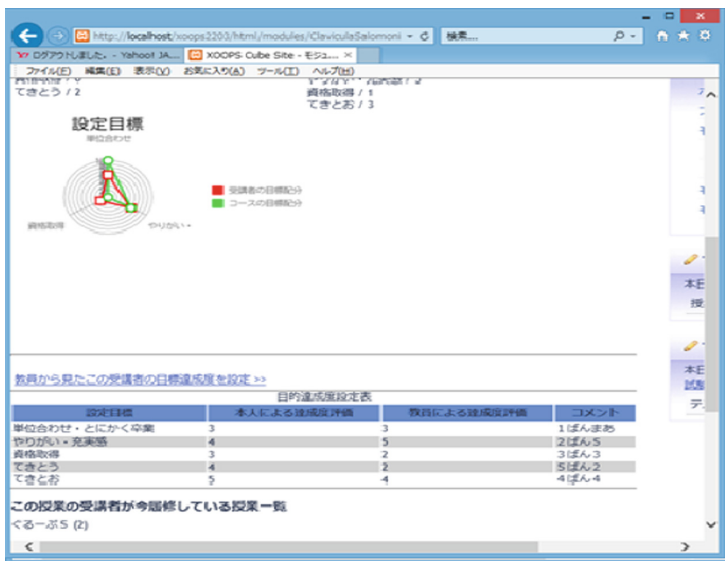 http://localhost/xoops2203/html/modules/ClaviculaSalomoni
検索...
ログアウトしました。 - Yahoo! JA...
XOOPS Cube Site - モジュ...
ファイル(F) 編集(E) 表示(V) お気に入り(A) ツール(T) ヘルプ(H)
てきとう / 2
資格取得 / 1
てきとお / 3
設定目標
単位合わせ
受講者の目標配分
コースの目標配分
資格取得
やりがい・
教員から見たこの受講者の目標達成度を設定 >>
目的達成度設定表
設定目標 本人による達成度評価 教員による達成度評価 コメント
単位合わせ・とにかく卒業 3 3 1ばんまあ
やりがい・充実感 4 5 2ばん5
資格取得 3 2 3ばん3
てきとう 4 2 5ばん2
てきとお 5 4 4ばん4
この授業の受講者が今履修している授業一覧
ぐるーぷ5 (2)
本日
授
本日
試験
テ